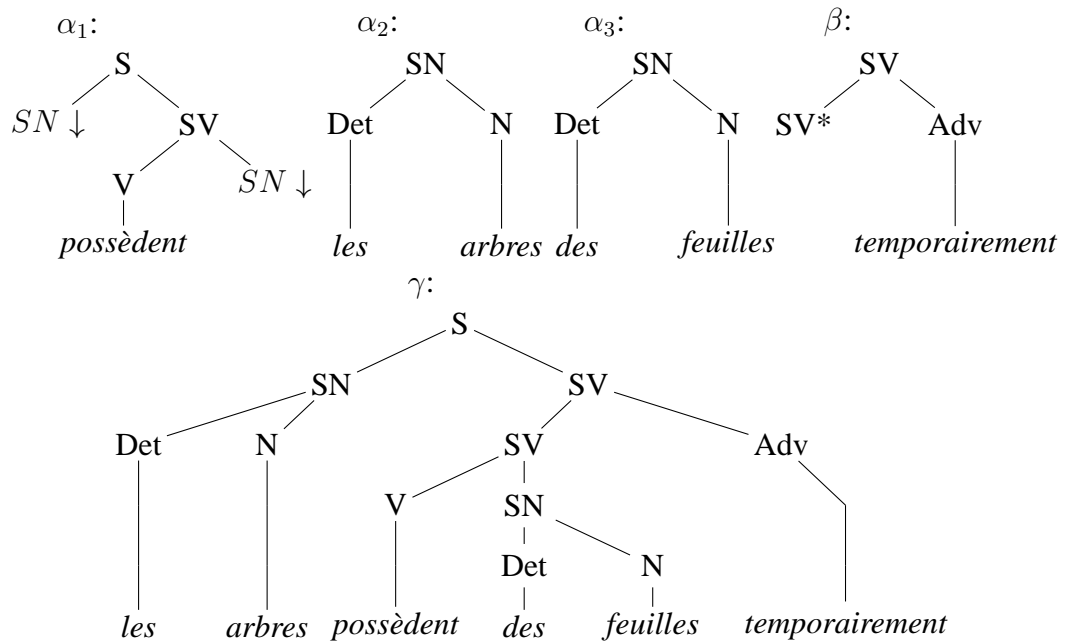 α₁: α₂: α₃: β:
S SN SN SV
SN ↓ SV Det N Det N SV* Adv
V SN ↓
possèdent les arbres des feuilles temporairement
γ:
S
SN SV
Det N SV Adv
V SN
Det N
les arbres possèdent des feuilles temporairement